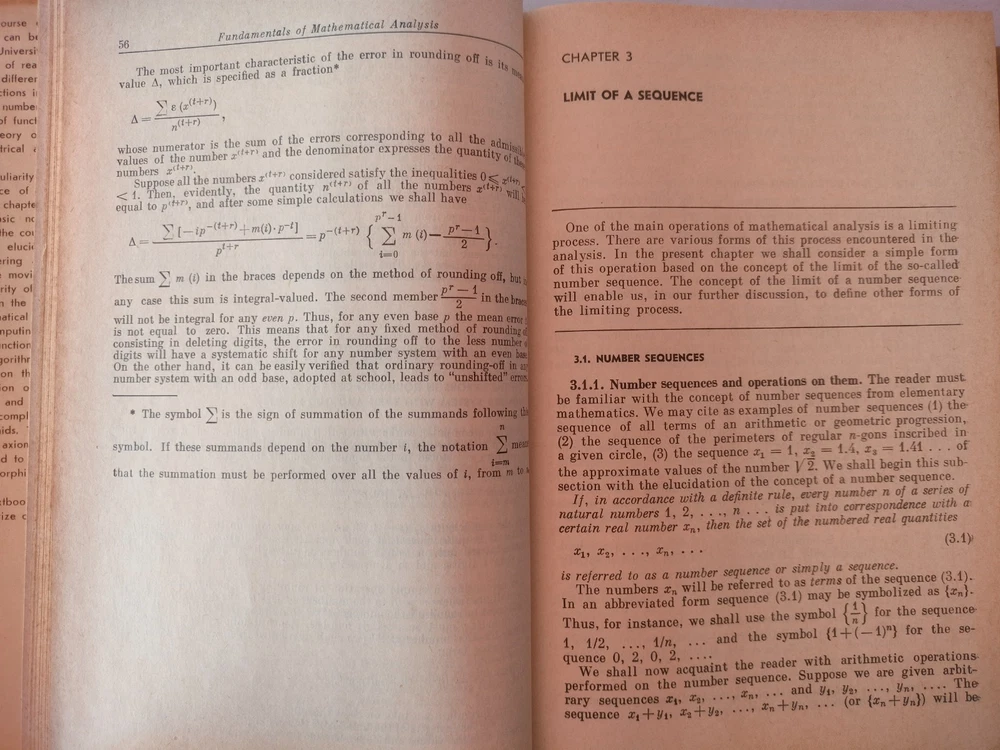 56
Fundamentals of Mathematical Analysis
The most important characteristic of the error in rounding off is its
value Δ, which is specified as a fraction*
Δ = ∑ ε (x^(t+r)) / n^(t+r) ,
whose numerator is the sum of the errors corresponding to all the
values of the number x^(t+r) and the denominator expresses the quantity of
numbers x^(t+r).
Suppose all the numbers x^(t+r) considered satisfy the inequalities 0 ⩽ x^(t+r)
< 1. Then, evidently, the quantity n^(t+r) of all the numbers x^(t+r) will
equal to p^(t+r), and after some simple calculations we shall have
Δ = ∑ [−ip^−(t+r) + m(i)·p^−t] / p^(t+r) = p^−(t+r) { ∑_{i=0}^{p^r−1} m (i) − (p^r−1)/2 }.
The sum ∑ m (i) in the braces depends on the method of rounding off, but
any case this sum is integral-valued. The second member (p^r − 1)/2 in the
will not be integral for any even p. Thus, for any even base p the mean error
is not equal to zero. This means that for any fixed method of rounding
consisting in deleting digits, the error in rounding off to the less number
digits will have a systematic shift for any number system with an even
On the other hand, it can be easily verified that ordinary rounding-off in
number system with an odd base, adopted at school, leads to "unshifted"
* The symbol ∑ is the sign of summation of the summands following
symbol. If these summands depend on the number i, the notation ∑_{i=m}^{n}
that the summation must be performed over all the values of i, from m to
CHAPTER 3
LIMIT OF A SEQUENCE
One of the main operations of mathematical analysis is a limiting
process. There are various forms of this process encountered in the
analysis. In the present chapter we shall consider a simple form
of this operation based on the concept of the limit of the so-called
number sequence. The concept of the limit of a number sequence
will enable us, in our further discussion, to define other forms of
the limiting process.
3.1. NUMBER SEQUENCES
3.1.1. Number sequences and operations on them. The reader must
be familiar with the concept of number sequences from elementary
mathematics. We may cite as examples of number sequences (1) the
sequence of all terms of an arithmetic or geometric progression,
(2) the sequence of the perimeters of regular n-gons inscribed in
a given circle, (3) the sequence x₁ = 1, x₂ = 1.4, x₃ = 1.41 . . . of
the approximate values of the number √2. We shall begin this sub-
section with the elucidation of the concept of a number sequence.
If, in accordance with a definite rule, every number n of a series of
natural numbers 1, 2, . . ., n . . . is put into correspondence with a
certain real number xₙ, then the set of the numbered real quantities
x₁, x₂, . . ., xₙ, . . . (3.1)
is referred to as a number sequence or simply a sequence.
The numbers xₙ will be referred to as terms of the sequence (3.1).
In an abbreviated form sequence (3.1) may be symbolized as {xₙ}.
Thus, for instance, we shall use the symbol {1/n} for the sequence
1, 1/2, ..., 1/n, ... and the symbol {1+(−1)ⁿ} for the se-
quence 0, 2, 0, 2, ....
We shall now acquaint the reader with arithmetic operations
performed on the number sequence. Suppose we are given arbit-
rary sequences x₁, x₂, ..., xₙ, ... and y₁, y₂, ..., yₙ, .... The
sequence x₁+y₁, x₂+y₂, ..., xₙ+yₙ, ... (or {xₙ+yₙ}) will be